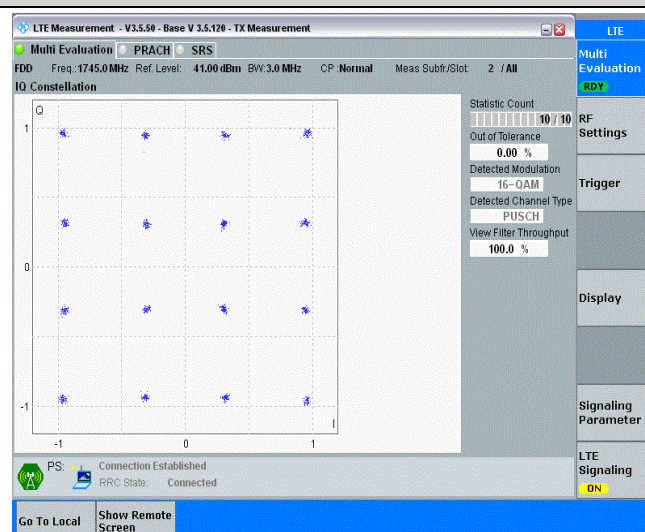 LTE Measurement - V3.5.50 - Base V 3.5.120 - TX Measurement
LTE
Multi Evaluation PRACH SRS
Multi Evaluation
RDY
FDD Freq.:1745.0 MHz Ref. Level: 41.00 dBm BW:3.0 MHz CP :Normal Meas Subfr/Slot: 2 / All
IQ Constellation
Q
1
0
-1
-1 0 1
I
Statistic Count
10 / 10
Out of Tolerance
0.00 %
Detected Modulation
16-QAM
Detected Channel Type
PUSCH
View Filter Throughput
100.0 %
RF
Settings
Trigger
Display
Signaling
Parameter
LTE
Signaling
ON
PS: Connection Established
RRC State: Connected
Go To Local
Show Remote
Screen